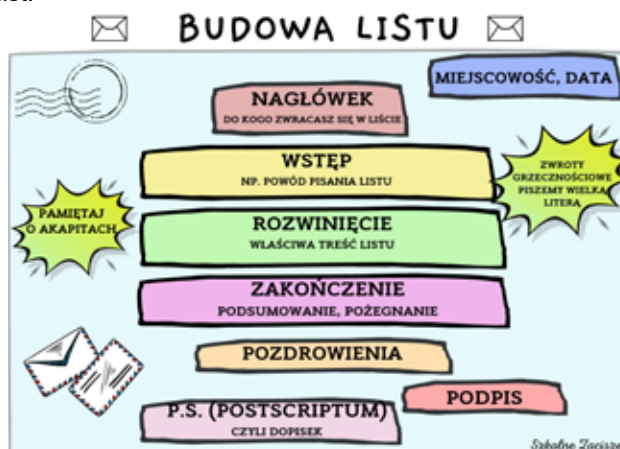 BUDOWA LISTU
MIEJSCOWOŚĆ, DATA
NAGŁÓWEK
DO KOGO ZWRACASZ SIĘ W LIŚCIE
WSTĘP
NP. POWÓD PISANIA LISTU
ZWROTY
GRZECZNOŚCIOWE
PISZEMY WIELKĄ
LITERĄ
PAMIĘTAJ
O AKAPITACH
ROZWINIĘCIE
WŁAŚCIWA TREŚĆ LISTU
ZAKOŃCZENIE
PODSUMOWANIE, POŻEGNANIE
POZDROWIENIA
PODPIS
P.S. (POSTSCRIPTUM)
CZYLI DOPISEK
Szkolne Zacisze